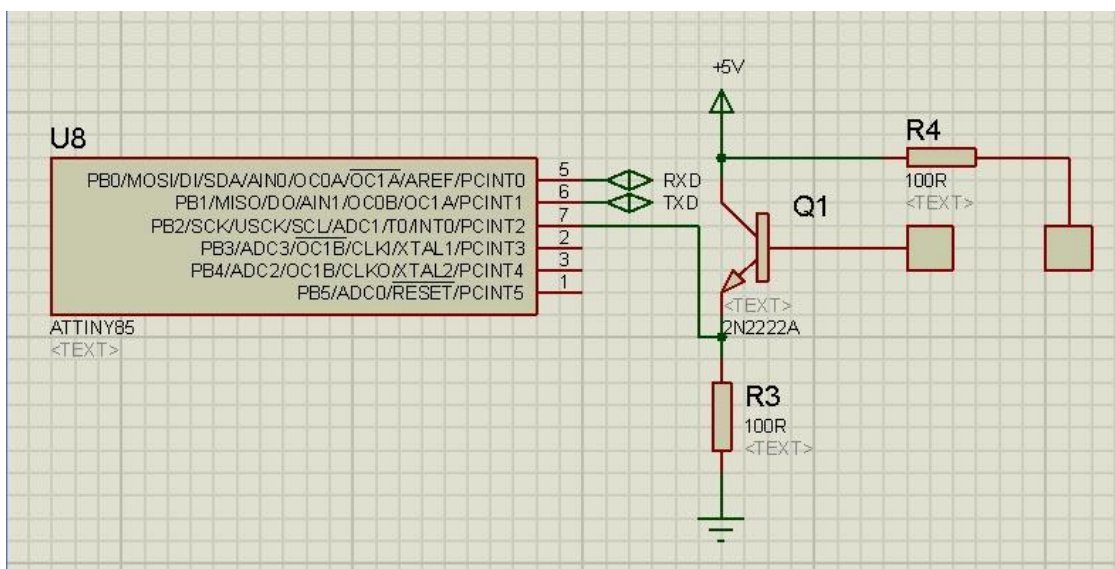 +5V
U8
R4
PB0/MOSI/DI/SDA/AIN0/OC0A/OC1A/AREF/PCINT0 5 RXD
100R
PB1/MISO/DO/AIN1/OC0B/OC1A/PCINT1 6 TXD
<TEXT>
Q1
PB2/SCK/USCK/SCL/ADC1/T0/INT0/PCINT2 7
PB3/ADC3/OC1B/CLKI/XTAL1/PCINT3 2
PB4/ADC2/OC1B/CLKO/XTAL2/PCINT4 3
PB5/ADC0/RESET/PCINT5 1
<TEXT>
ATTINY85
2N2222A
<TEXT>
R3
100R
<TEXT>